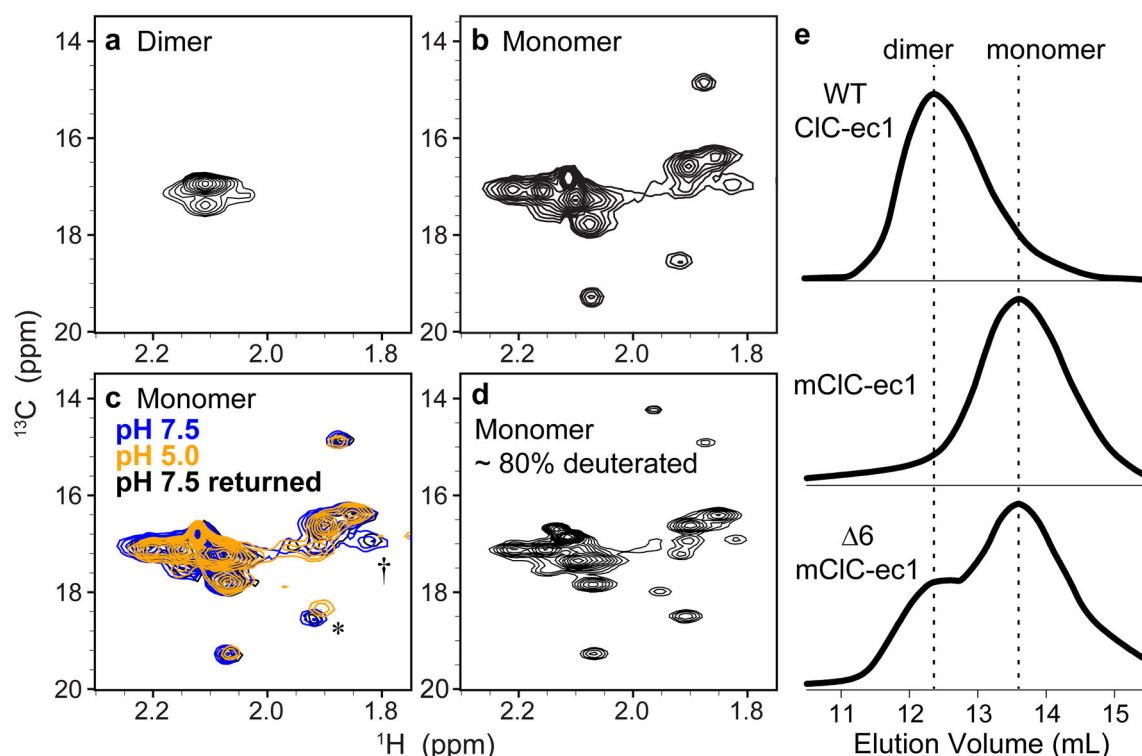 a Dimer
14
16
18
20
2.2 2.0 1.8
b Monomer
14
16
18
20
2.2 2.0 1.8
c Monomer
pH 7.5
pH 5.0
pH 7.5 returned
†
*
14
16
18
20
2.2 2.0 1.8
d Monomer
~ 80% deuterated
14
16
18
20
2.2 2.0 1.8
¹³C (ppm)
¹H (ppm)
e
dimer monomer
WT
ClC-ec1
mClC-ec1
Δ6
mClC-ec1
11 12 13 14 15
Elution Volume (mL)